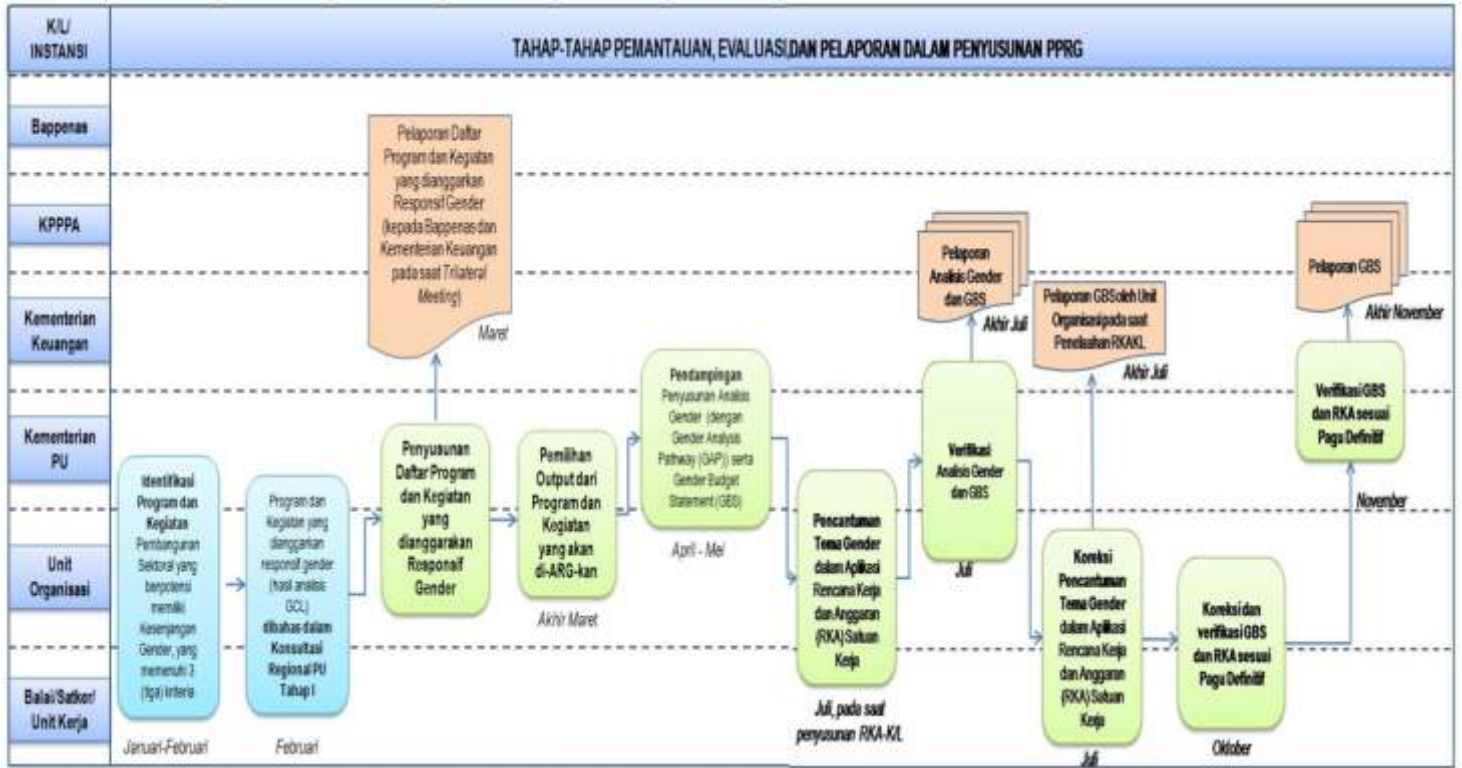 K/L/
INSTANSI
TAHAP-TAHAP PEMANTAUAN, EVALUASI,DAN PELAPORAN DALAM PENYUSUNAN PPRG
Bappenas
KPPPA
Kementerian
Keuangan
Kementerian
PU
Unit
Organisasi
Balai/Satker/
Unit Kerja
Identifikasi
Program dan
Kegiatan
Pembangunan
Sektoral yang
berpotensi
memiliki
Kesenjangan
Gender, yang
memenuhi 3
(tiga) kriteria
Januari-Februari
Program dan
Kegiatan yang
dianggarkan
responsif gender
(hasil analisis
GCL)
dibahas dalam
Konsultasi
Regional PU
Tahap I
Februari
Pelaporan Daftar
Program dan Kegiatan
yang dianggarkan
Responsif Gender
(kepada Bappenas dan
Kementerian Keuangan
pada saat Trilateral
Meeting)
Maret
Penyusunan
Daftar Program
dan Kegiatan
yang
dianggarakan
Responsif
Gender
Pemilihan
Output dari
Program dan
Kegiatan
yang akan
di-ARG-kan
Akhir Maret
Pendampingan
Penyusunan Analisis
Gender (dengan
Gender Analysis
Pathway (GAP)) serta
Gender Budget
Statement (GBS)
April - Mei
Pencantuman
Tema Gender
dalam Aplikasi
Rencana Kerja
dan Anggaran
(RKA) Satuan
Kerja
Juli, pada saat
penyusunan RKA-K/L
Pelaporan
Analisis Gender
dan GBS
Akhir Juli
Verifikasi
Analisis Gender
dan GBS
Juli
Pelaporan GBS oleh Unit
Organisasi pada saat
Penelaahan RKAKL
Akhir Juli
Koreksi
Pencantuman
Tema Gender
dalam Aplikasi
Rencana Kerja
dan Anggaran
(RKA) Satuan
Kerja
Juli
Koreksi dan
verifikasi GBS
dan RKA sesuai
Pagu Definitif
Oktober
Pelaporan GBS
Akhir November
Verifikasi GBS
dan RKA sesuai
Pagu Definitif
November